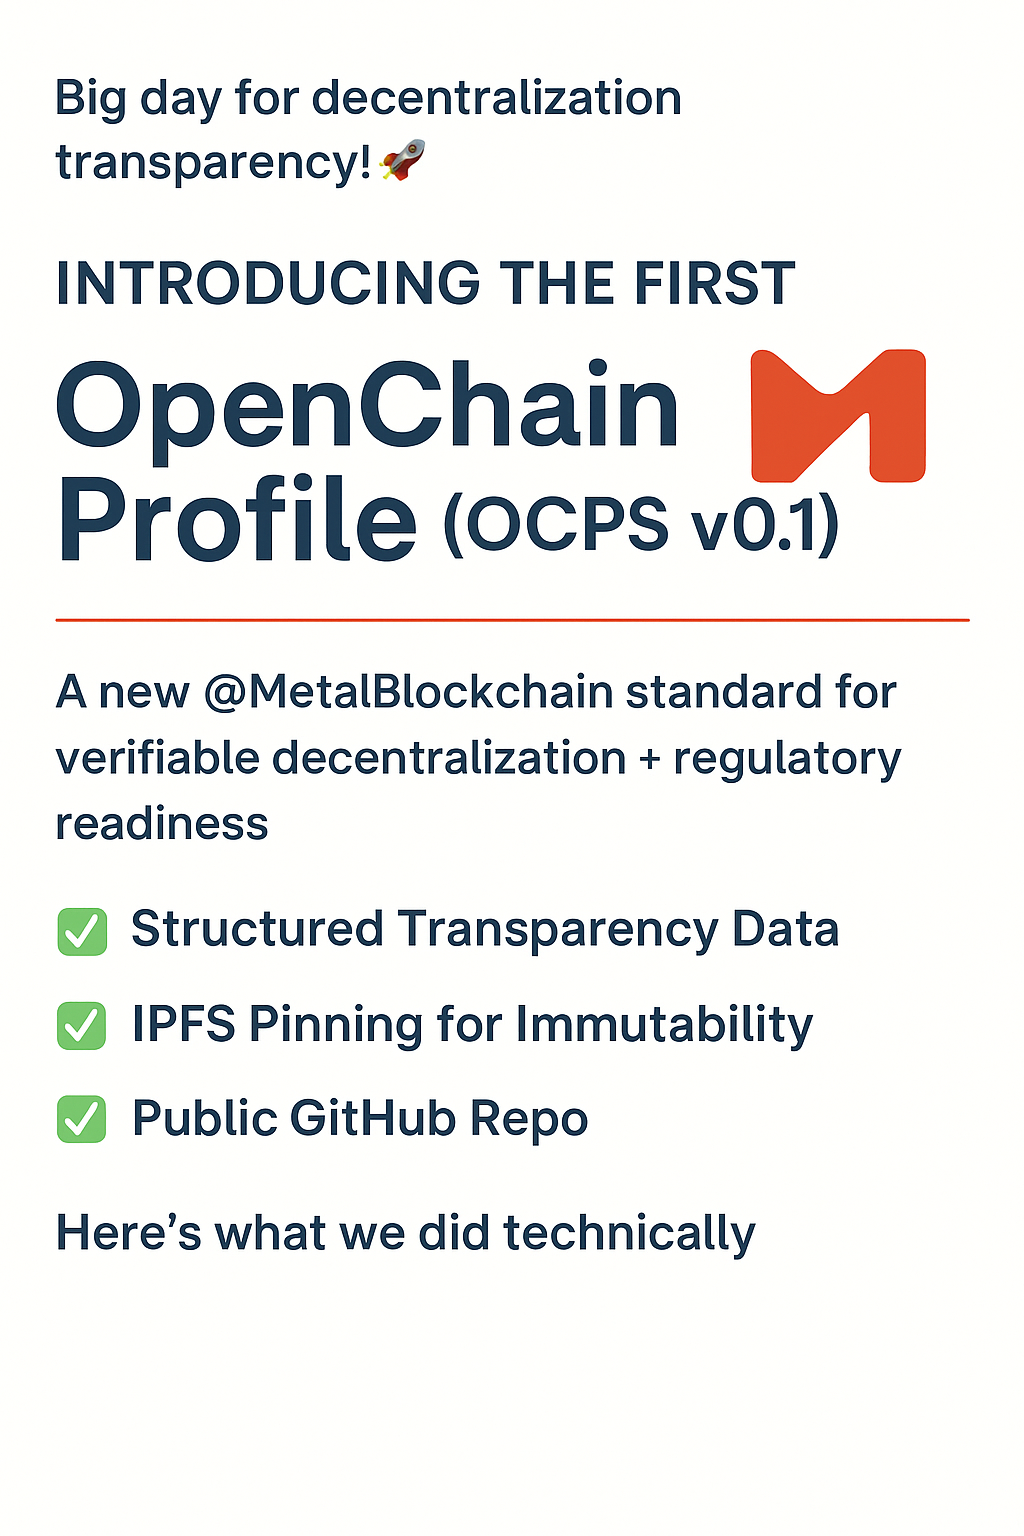 Big day for decentralization
transparency! 🚀
INTRODUCING THE FIRST
OpenChain
Profile (OCPS v0.1)
A new @MetalBlockchain standard for
verifiable decentralization + regulatory
readiness
✅ Structured Transparency Data
✅ IPFS Pinning for Immutability
✅ Public GitHub Repo
Here’s what we did technically